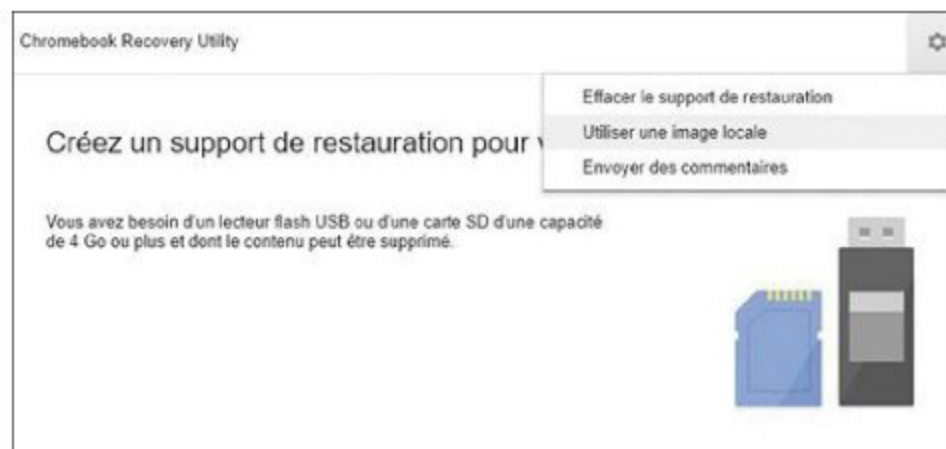 Chromebook Recovery Utility
Effacer le support de restauration
Utiliser une image locale
Envoyer des commentaires
Créez un support de restauration pour
Vous avez besoin d'un lecteur flash USB ou d'une carte SD d'une capacité
de 4 Go ou plus et dont le contenu peut être supprimé.